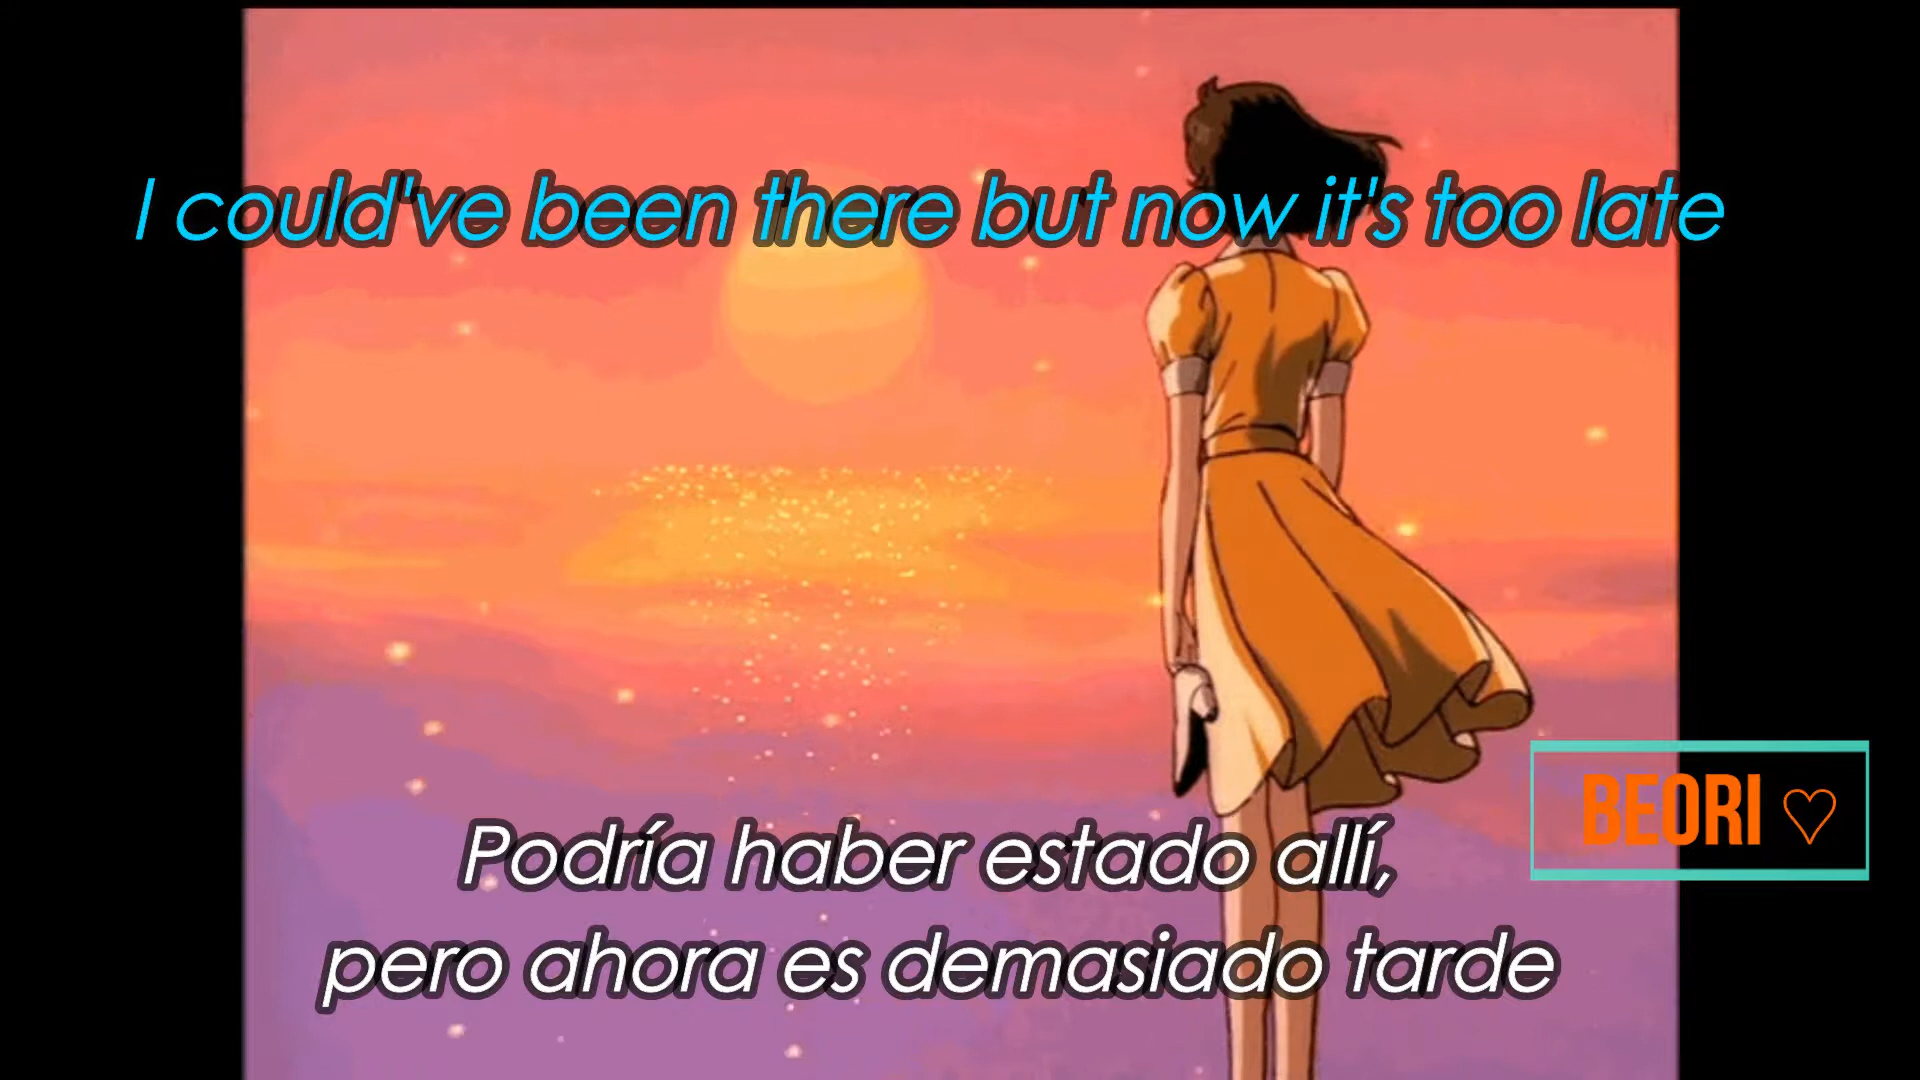 I could've been there but now it's too late
BEORI ♡
Podría haber estado allí,
pero ahora es demasiado tarde